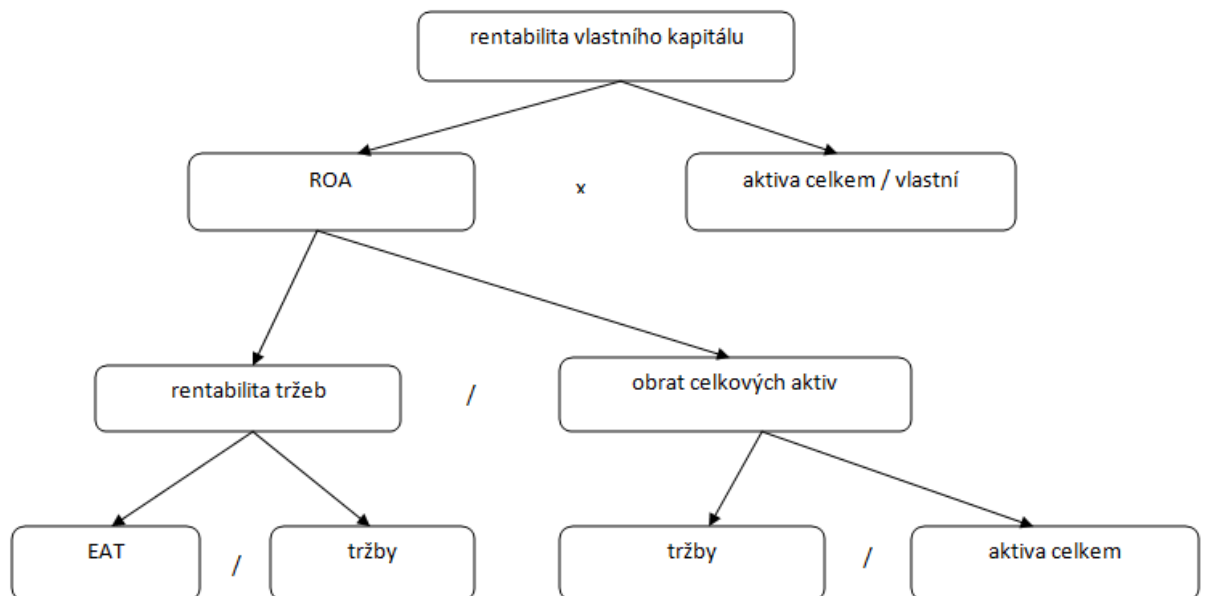 rentabilita vlastního kapitálu
ROA
x
aktiva celkem / vlastní
rentabilita tržeb
/
obrat celkových aktiv
EAT
/
tržby
tržby
/
aktiva celkem